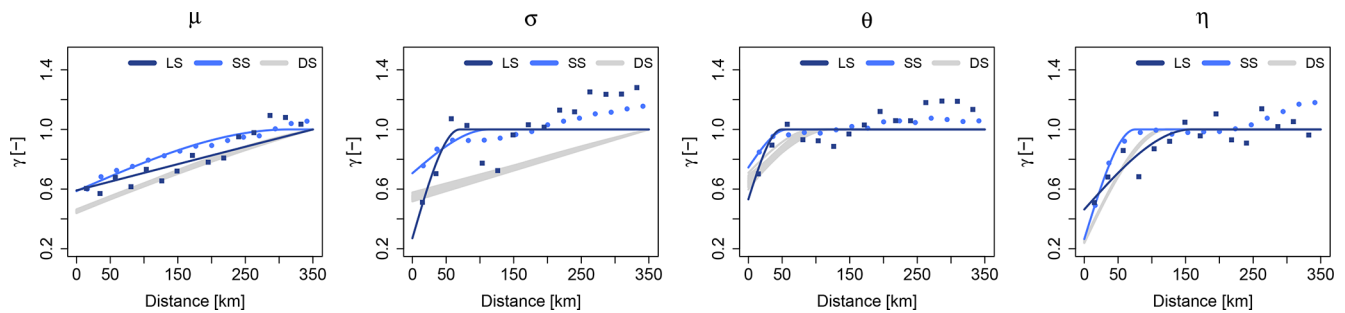 μ σ θ η
LS SS DS LS SS DS LS SS DS LS SS DS
γ [−] γ [−] γ [−] γ [−]
1.4 1.4 1.4 1.4
1.0 1.0 1.0 1.0
0.6 0.6 0.6 0.6
0.2 0.2 0.2 0.2
0 50 150 250 350 0 50 150 250 350 0 50 150 250 350 0 50 150 250 350
Distance [km] Distance [km] Distance [km] Distance [km]